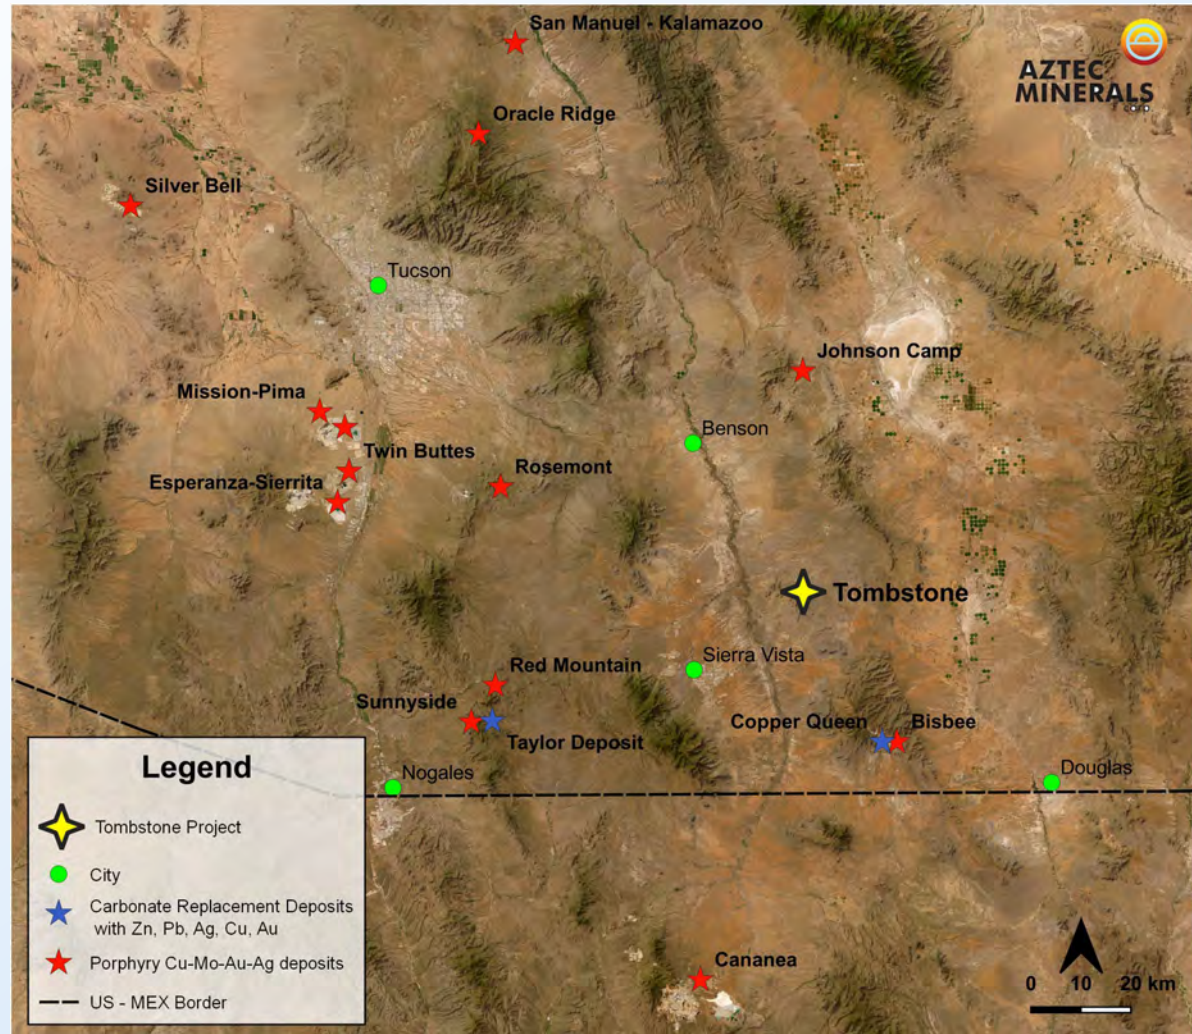 San Manuel - Kalamazoo
AZTEC
MINERALS
Oracle Ridge
Silver Bell
Tucson
Johnson Camp
Mission-Pima
Benson
Twin Buttes
Rosemont
Esperanza-Sierrita
Tombstone
Sierra Vista
Red Mountain
Sunnyside
Copper Queen
Bisbee
Taylor Deposit
Nogales
Douglas
Legend
Tombstone Project
City
Carbonate Replacement Deposits
with Zn, Pb, Ag, Cu, Au
Porphyry Cu-Mo-Au-Ag deposits
US - MEX Border
Cananea
0 10 20 km